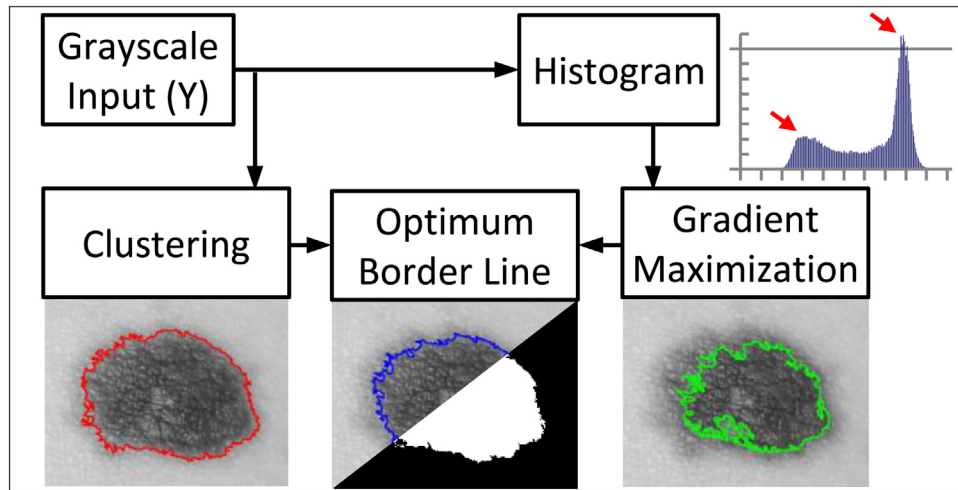 Grayscale
Input (Y)
Histogram
Clustering
Optimum
Border Line
Gradient
Maximization